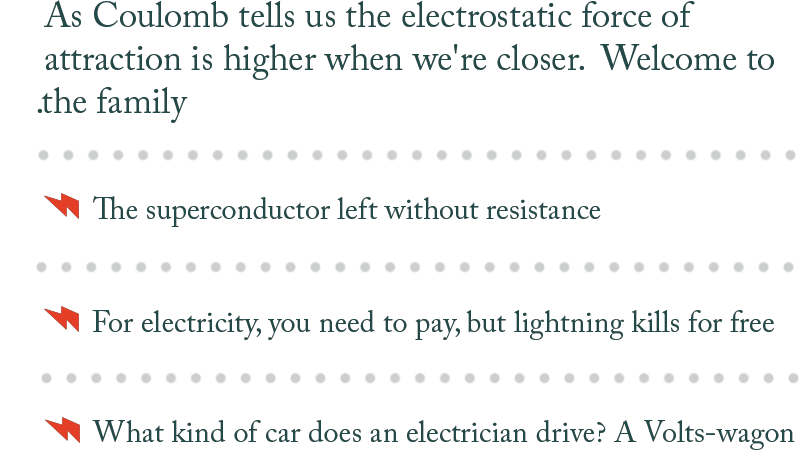 As Coulomb tells us the electrostatic force of
attraction is higher when we're closer.  Welcome to
.the family
The superconductor left without resistance
For electricity, you need to pay, but lightning kills for free
What kind of car does an electrician drive? A Volts-wagon